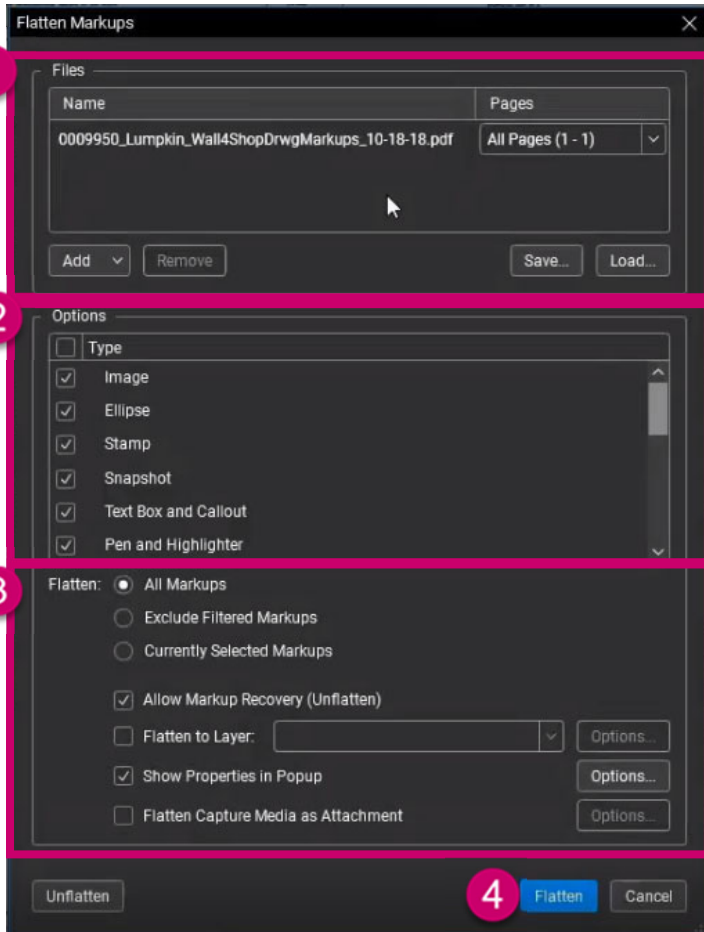 Flatten Markups
Files
Name Pages
0009950_Lumpkin_Wall4ShopDrwgMarkups_10-18-18.pdf All Pages (1 - 1)
Add Remove Save... Load...
2
Options
Type
Image
Ellipse
Stamp
Snapshot
Text Box and Callout
Pen and Highlighter
3
Flatten: All Markups
Exclude Filtered Markups
Currently Selected Markups
Allow Markup Recovery (Unflatten)
Flatten to Layer: Options...
Show Properties in Popup Options...
Flatten Capture Media as Attachment Options...
Unflatten 4 Flatten Cancel